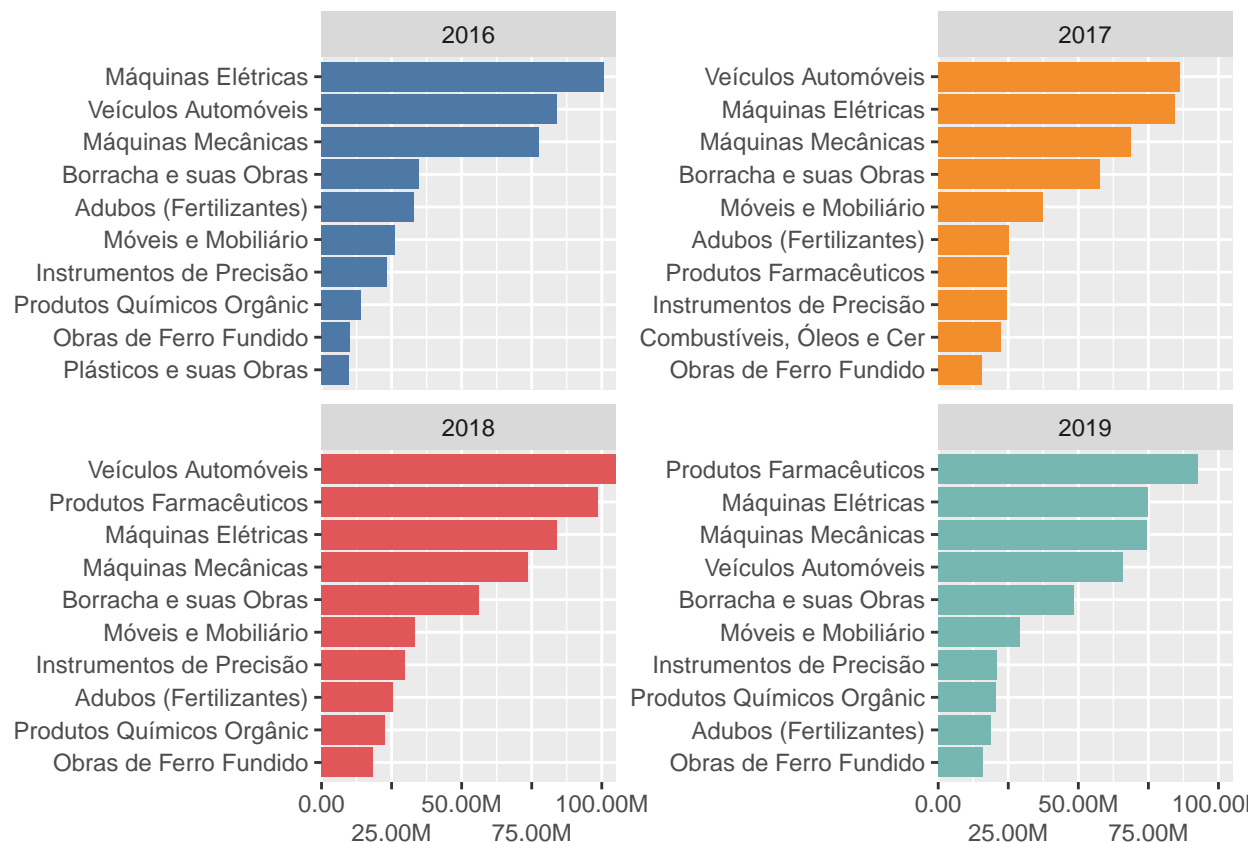 2016
Máquinas Elétricas
Veículos Automóveis
Máquinas Mecânicas
Borracha e suas Obras
Adubos (Fertilizantes)
Móveis e Mobiliário
Instrumentos de Precisão
Produtos Químicos Orgânic
Obras de Ferro Fundido
Plásticos e suas Obras
2017
Veículos Automóveis
Máquinas Elétricas
Máquinas Mecânicas
Borracha e suas Obras
Móveis e Mobiliário
Adubos (Fertilizantes)
Produtos Farmacêuticos
Instrumentos de Precisão
Combustíveis, Óleos e Cer
Obras de Ferro Fundido
2018
Veículos Automóveis
Produtos Farmacêuticos
Máquinas Elétricas
Máquinas Mecânicas
Borracha e suas Obras
Móveis e Mobiliário
Instrumentos de Precisão
Adubos (Fertilizantes)
Produtos Químicos Orgânic
Obras de Ferro Fundido
0.00 50.00M 100.00M
25.00M 75.00M
2019
Produtos Farmacêuticos
Máquinas Elétricas
Máquinas Mecânicas
Veículos Automóveis
Borracha e suas Obras
Móveis e Mobiliário
Instrumentos de Precisão
Produtos Químicos Orgânic
Adubos (Fertilizantes)
Obras de Ferro Fundido
0.00 50.00M 100.00M
25.00M 75.00M